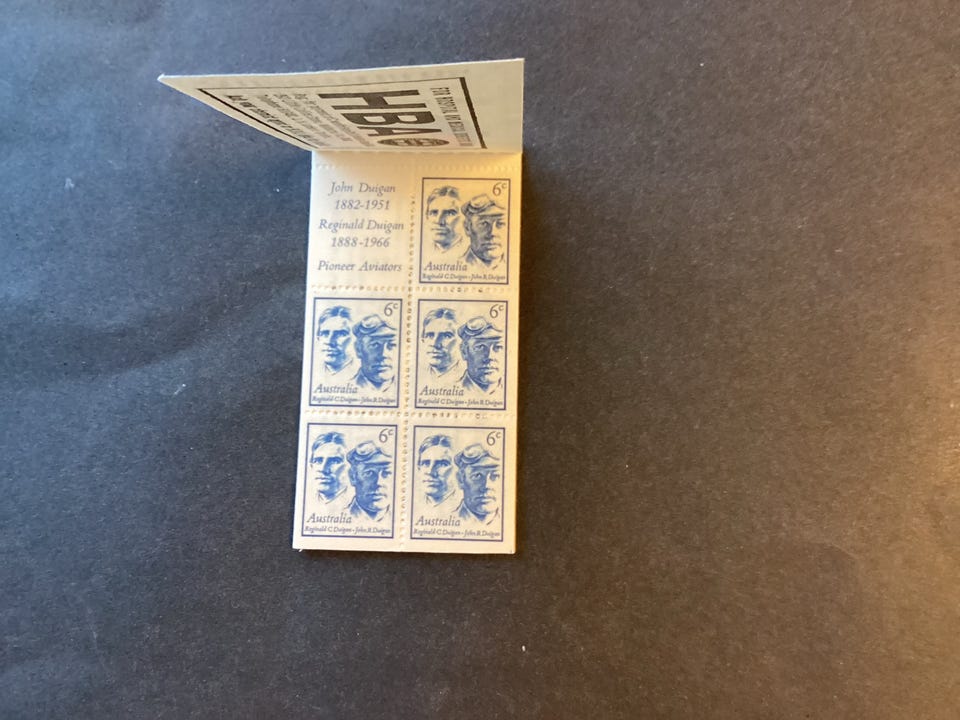 HBA
John Duigan
1882-1951
Reginald Duigan
1888-1966
Pioneer Aviators
6c
Australia
Reginald C Duigan - John R Duigan
6c
Australia
Reginald C Duigan - John R Duigan
6c
Australia
Reginald C Duigan - John R Duigan
6c
Australia
Reginald C Duigan - John R Duigan
6c
Australia
Reginald C Duigan - John R Duigan